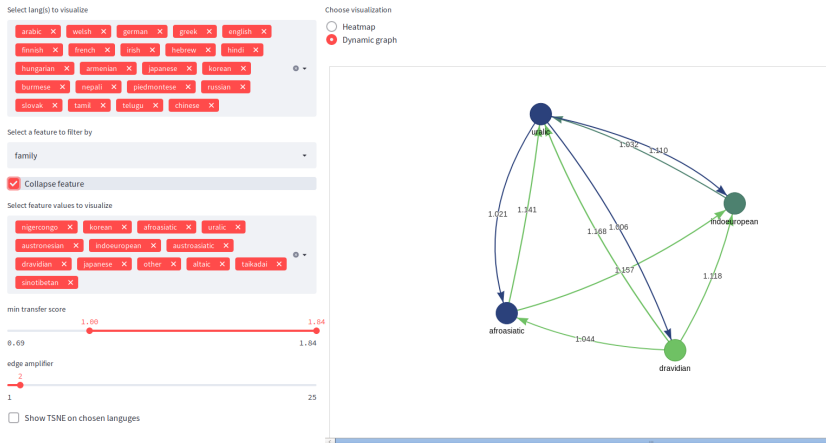 Select lang(s) to visualize
arabic ✕ welsh ✕ german ✕ greek ✕ english ✕
finnish ✕ french ✕ irish ✕ hebrew ✕ hindi ✕
hungarian ✕ armenian ✕ japanese ✕ korean ✕
burmese ✕ nepali ✕ piedmontese ✕ russian ✕
slovak ✕ tamil ✕ telugu ✕ chinese ✕
Select a feature to filter by
family
Collapse feature
Select feature values to visualize
nigercongo ✕ korean ✕ afroasiatic ✕ uralic ✕
austronesian ✕ indoeuropean ✕ austroasiatic ✕
dravidian ✕ japanese ✕ other ✕ altaic ✕ taikadai ✕
sinotibetan ✕
min transfer score
1.00 1.84
0.69 1.84
edge amplifier
2
1 25
Show TSNE on chosen languges
Choose visualization
Heatmap
Dynamic graph
uralic
1.032
1.110
1.021
1.141
indoeuropean
1.168
1.006
1.157
1.118
afroasiatic
1.044
dravidian